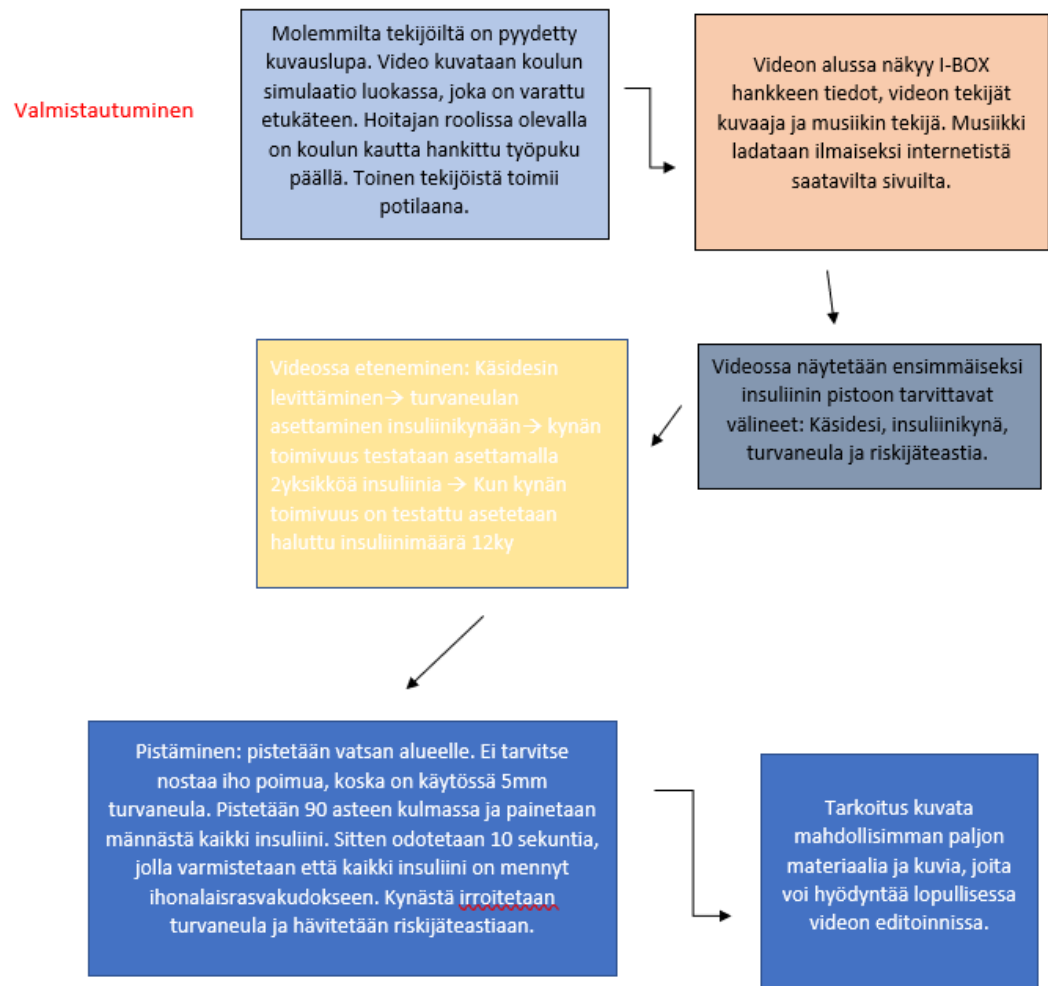 Valmistautuminen
Molemmilta tekijöiltä on pyydetty
kuvauslupa. Video kuvataan koulun
simulaatio luokassa, joka on varattu
etukäteen. Hoitajan roolissa olevalla
on koulun kautta hankittu työpuku
päällä. Toinen tekijöistä toimii
potilaana.
Videon alussa näkyy I-BOX
hankkeen tiedot, videon tekijät
kuvaaja ja musiikin tekijä. Musiikki
ladataan ilmaiseksi internetistä
saatavilta sivuilta.
Videossa näytetään ensimmäiseksi
insuliinin pistoon tarvittavat
välineet: Käsidesi, insuliinikynä,
turvaneula ja riskijäteastia.
Videossa eteneminen: Käsidesin
levittäminen→ turvaneulan
asettaminen insuliinikynään→ kynän
toimivuus testataan asettamalla
2yksikköä insuliinia → Kun kynän
toimivuus on testattu asetetaan
haluttu insuliinimäärä 12ky
Pistäminen: pistetään vatsan alueelle. Ei tarvitse
nostaa iho poimua, koska on käytössä 5mm
turvaneula. Pistetään 90 asteen kulmassa ja painetaan
männästä kaikki insuliini. Sitten odotetaan 10 sekuntia,
jolla varmistetaan että kaikki insuliini on mennyt
ihonalaisrasvakudokseen. Kynästä irroitetaan
turvaneula ja hävitetään riskijäteastiaan.
Tarkoitus kuvata
mahdollisimman paljon
materiaalia ja kuvia, joita
voi hyödyntää lopullisessa
videon editoinnissa.